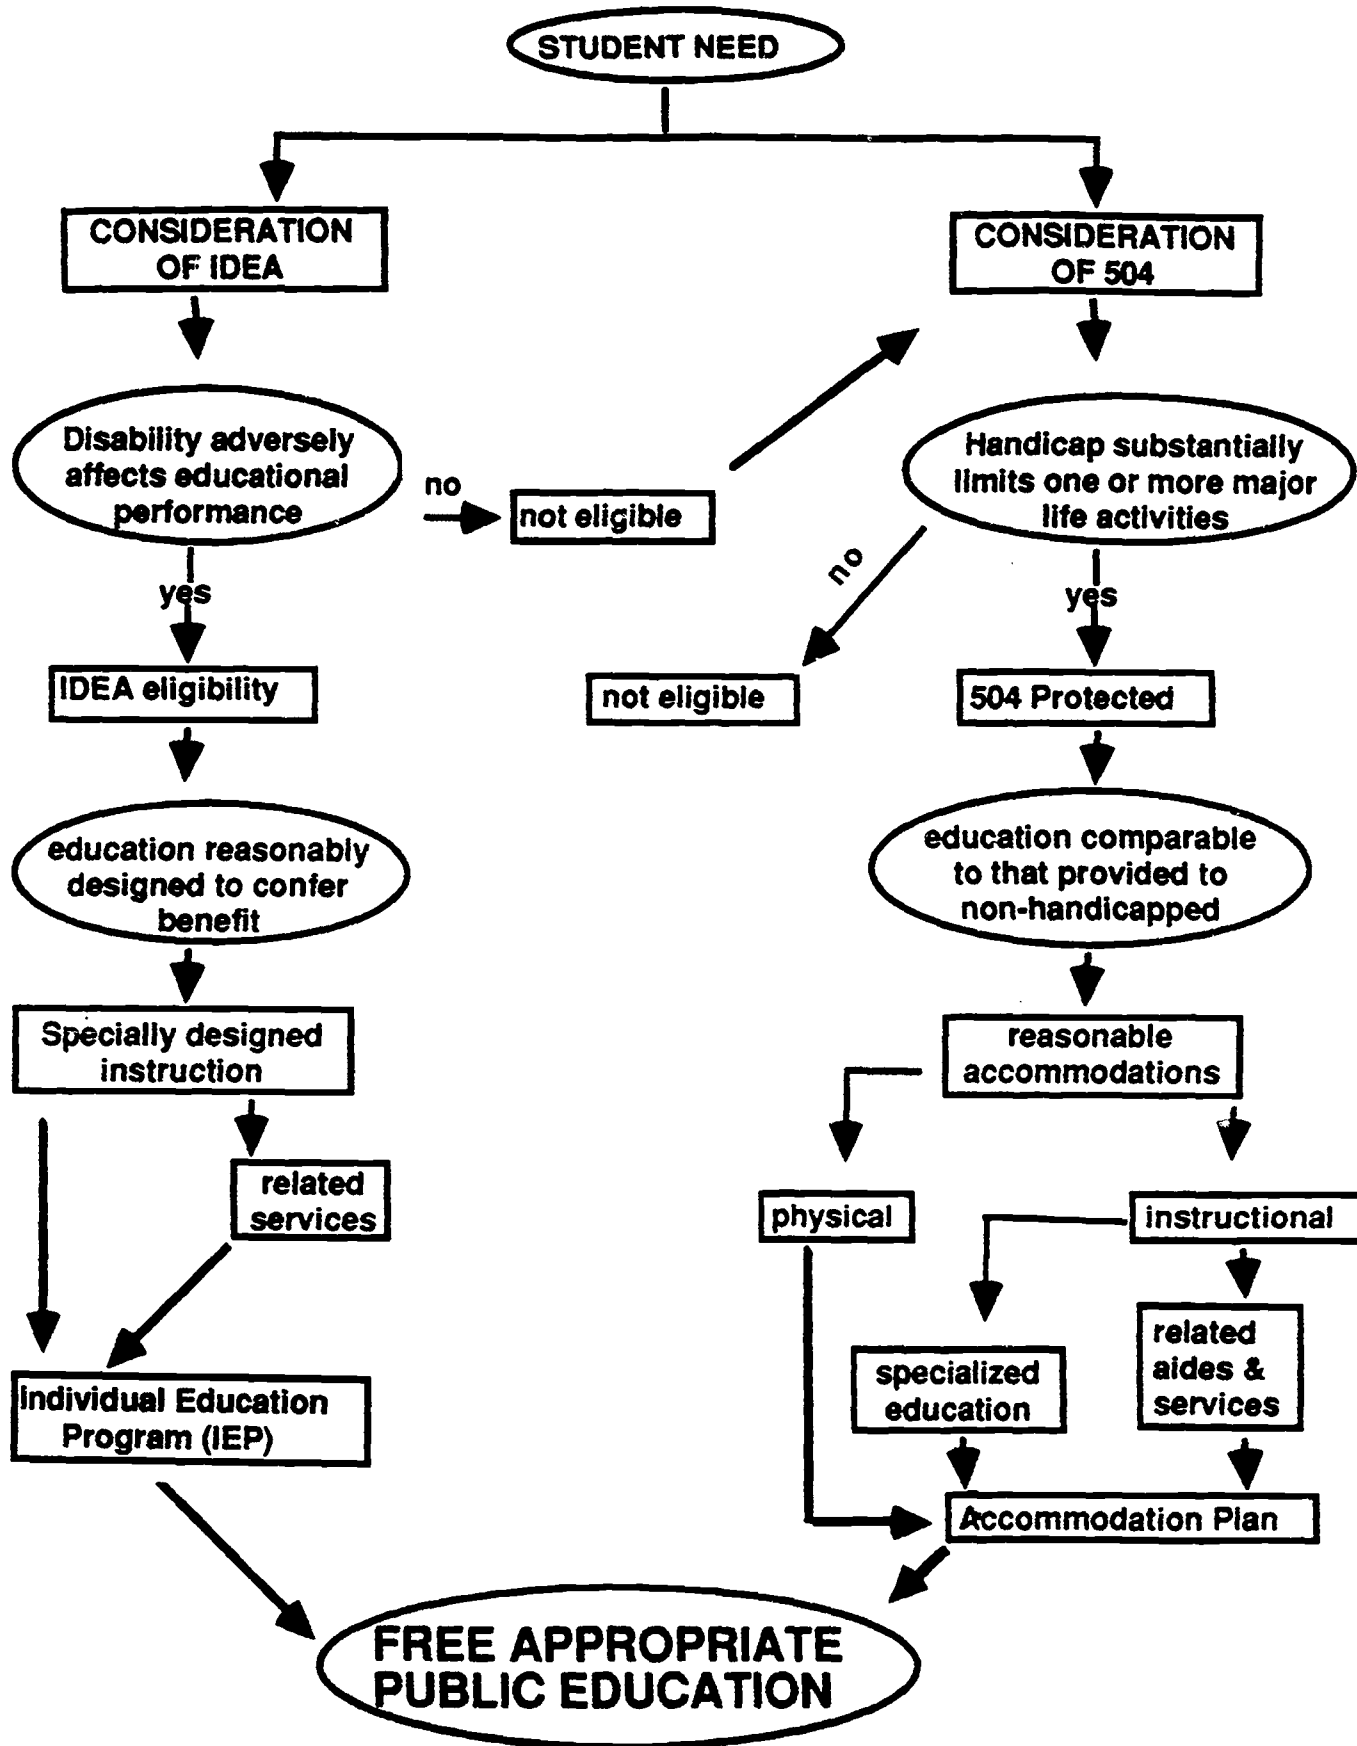 STUDENT NEED
CONSIDERATION
OF IDEA
CONSIDERATION
OF 504
Disability adversely
affects educational
performance
no
not eligible
Handicap substantially
limits one or more major
life activities
no
yes
yes
IDEA eligibility
not eligible
504 Protected
education reasonably
designed to confer
benefit
education comparable
to that provided to
non-handicapped
Specially designed
instruction
reasonable
accommodations
related
services
physical
instructional
related
aides &
services
specialized
education
Individual Education
Program (IEP)
Accommodation Plan
FREE APPROPRIATE
PUBLIC EDUCATION